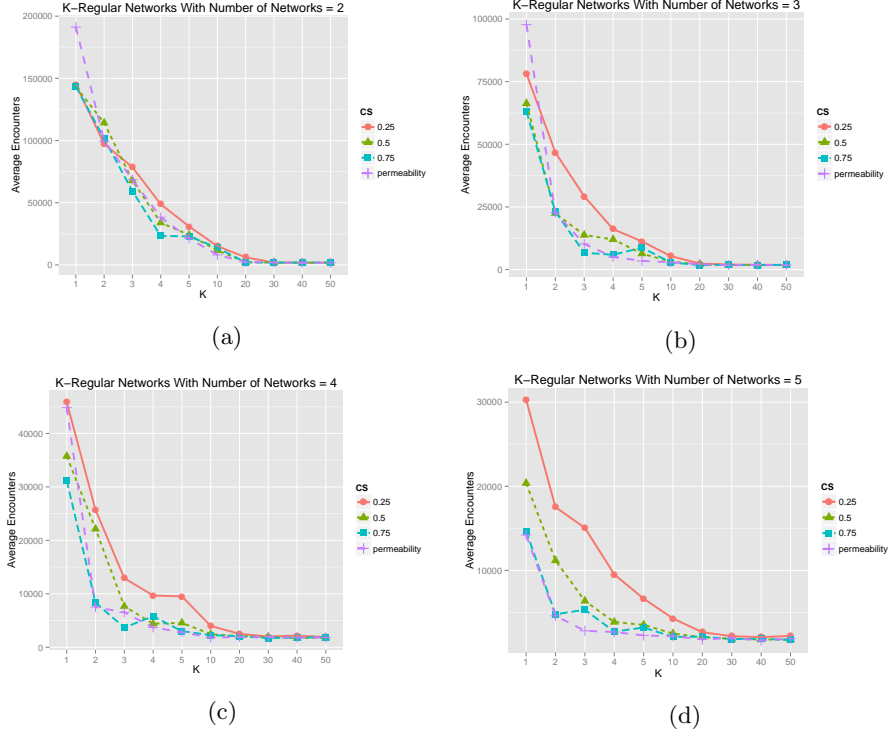 K−Regular Networks With Number of Networks = 2
200000
150000
100000
50000
0
Average Encounters
1 2 3 4 5 10 20 30 40 50
K
CS
0.25
0.5
0.75
permeability
(a)
K−Regular Networks With Number of Networks = 3
100000
75000
50000
25000
0
Average Encounters
1 2 3 4 5 10 20 30 40 50
K
CS
0.25
0.5
0.75
permeability
(b)
K−Regular Networks With Number of Networks = 4
40000
30000
20000
10000
0
Average Encounters
1 2 3 4 5 10 20 30 40 50
K
CS
0.25
0.5
0.75
permeability
(c)
K−Regular Networks With Number of Networks = 5
30000
20000
10000
Average Encounters
1 2 3 4 5 10 20 30 40 50
K
CS
0.25
0.5
0.75
permeability
(d)